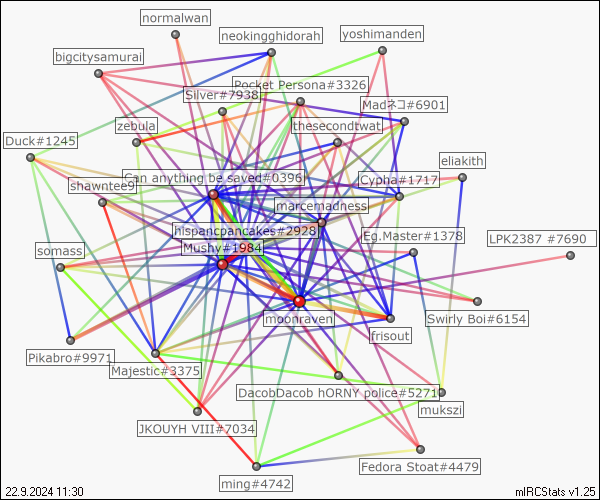 normalwan
neokingghidorah
yoshimanden
bigcitysamurai
Pocket Persona#3326
Silver#7938
Madネコ#6901
zebula
thesecondtwat
Duck#1245
eliakith
shawntee9
Can anything be saved#0396
Cypha#1717
marcemadness
hispancpancakes#2928
Eg.Master#1378
LPK2387 #7690
somass
Mushy#1984
moonraven
Swirly Boi#6154
frisout
Pikabro#9971
Majestic#3375
DacobDacob hORNY police#5271
mukszi
JKOUYH VIII#7034
Fedora Stoat#4479
ming#4742
22.9.2024 11:30
mIRCStats v1.25